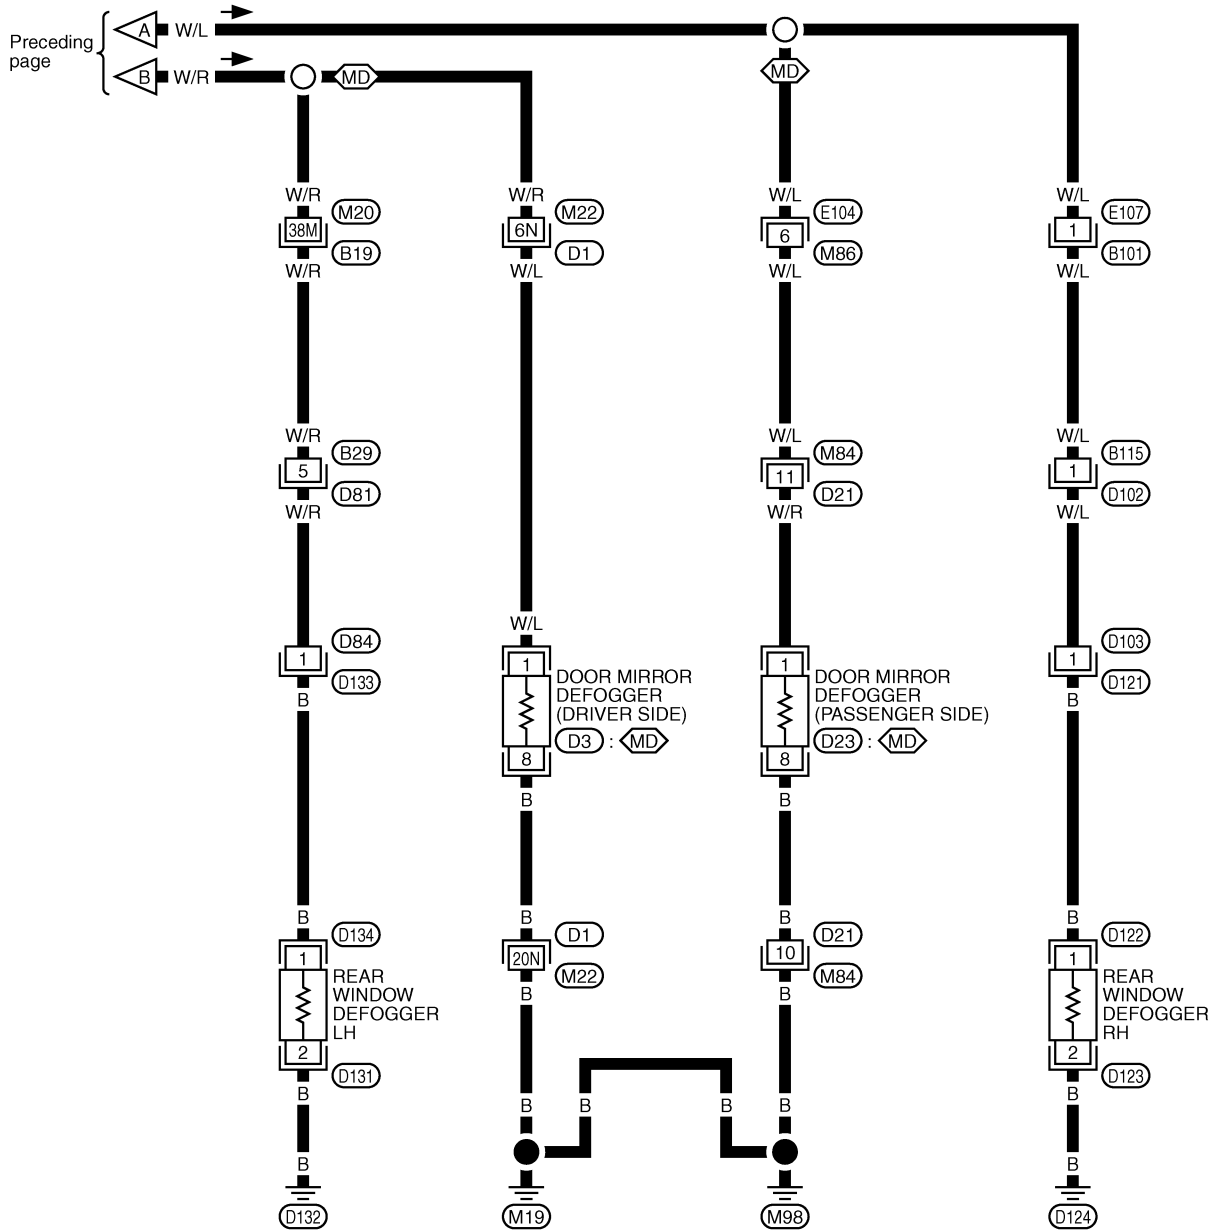 Preceding
page
A W/L
B W/R MD
MD
W/R W/R W/L W/L
38M M20 6N M22 6 E104 1 E107
B19 D1 M86 B101
W/R W/L W/L W/L
W/R W/L W/L
5 B29 11 M84 1 B115
D81 D21 D102
W/R W/R W/L
W/L
1 D84 1 D103
D133 D121
B B
1
DOOR MIRROR
DEFOGGER
(DRIVER SIDE)
D3 : MD
8
B
1
DOOR MIRROR
DEFOGGER
(PASSENGER SIDE)
D23 : MD
8
B
B B B B
D134
1
REAR
WINDOW
DEFOGGER
LH
2
D131
B
B
D132
20N D1
M22
B
B B
M19
10 D21
M84
B
B B
M98
D122
1
REAR
WINDOW
DEFOGGER
RH
2
D123
B
B
D124